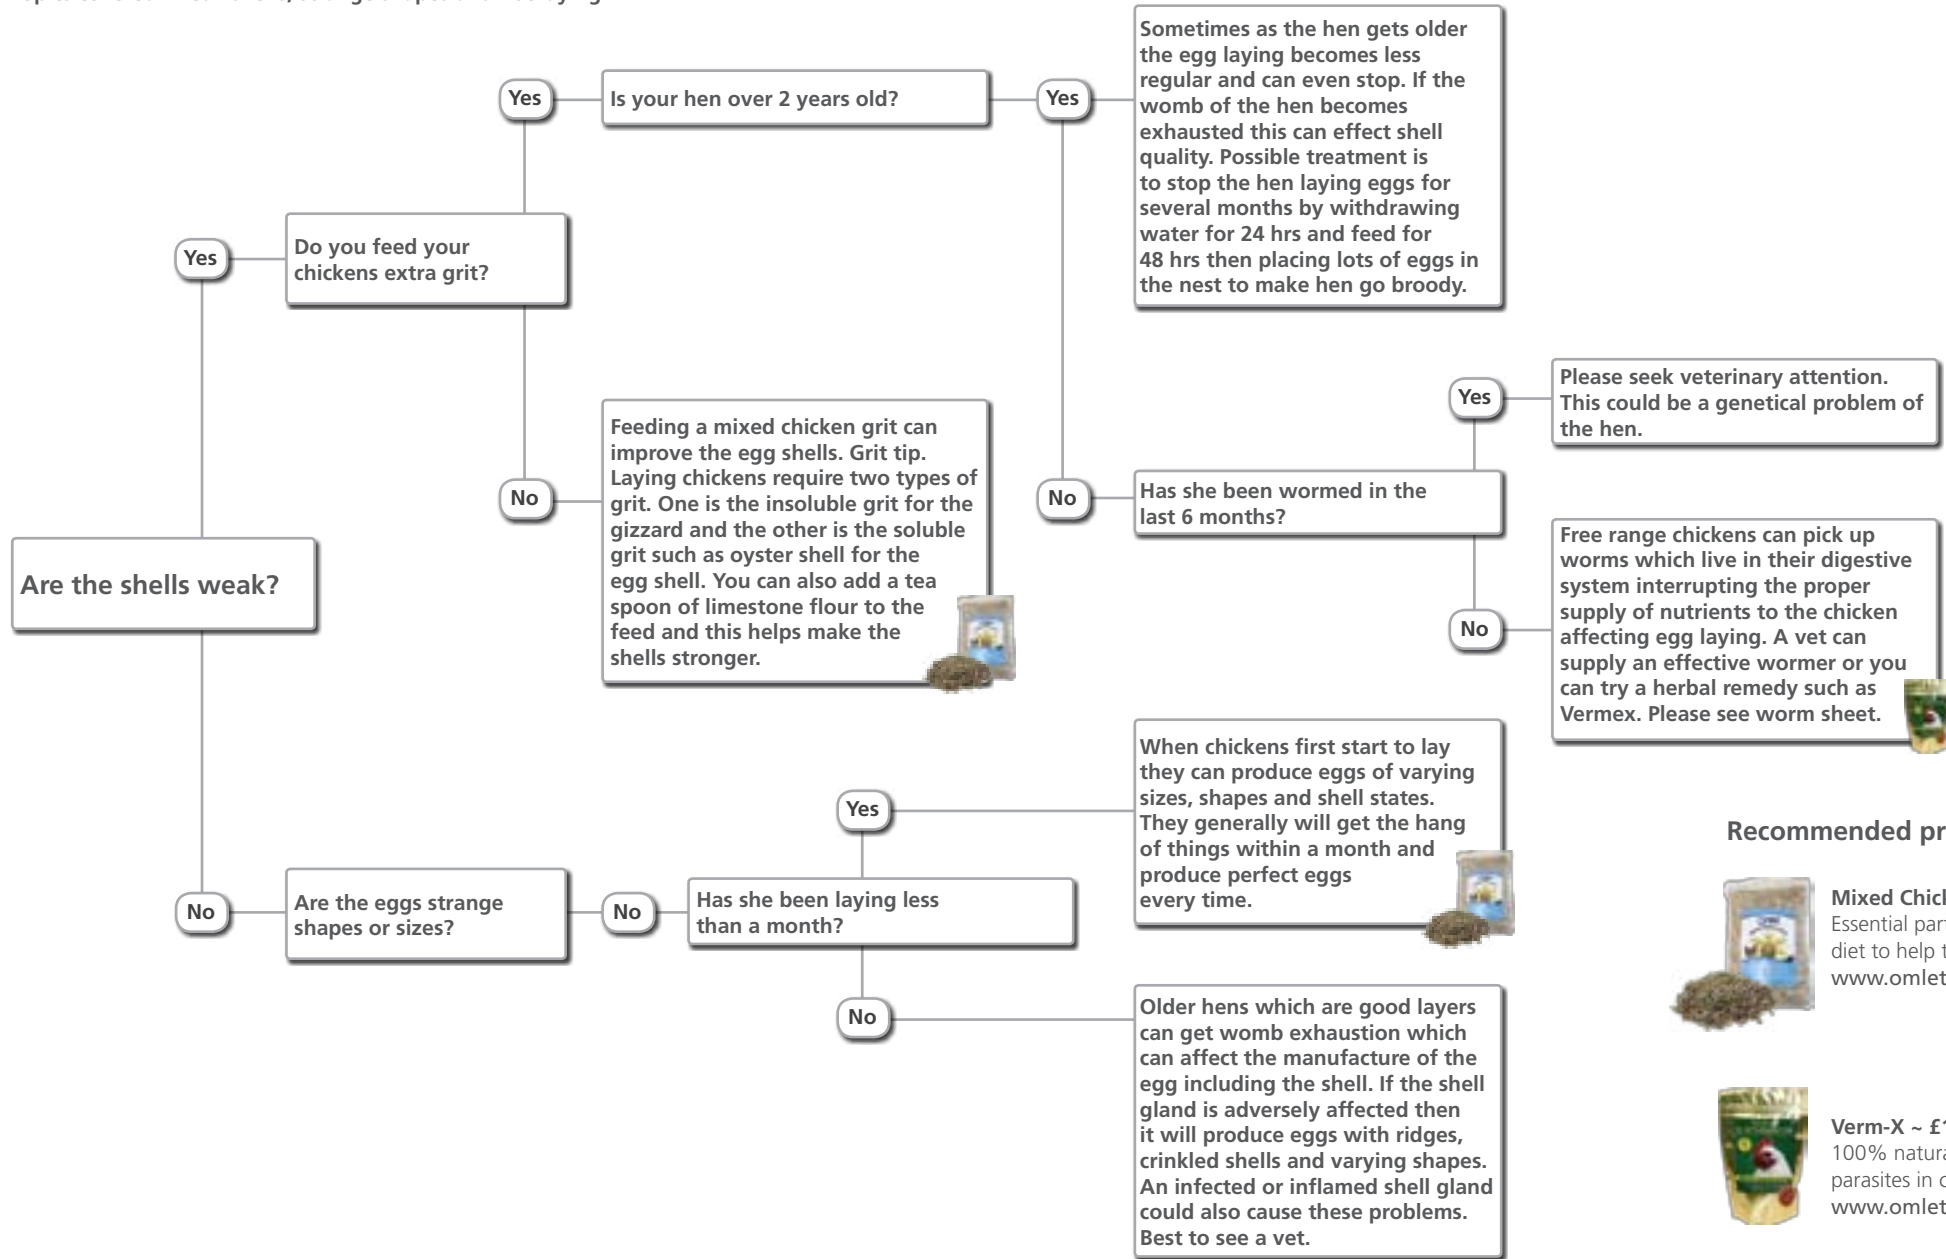 Yes
Is your hen over 2 years old?
Yes
Sometimes as the hen gets older
the egg laying becomes less
regular and can even stop. If the
womb of the hen becomes
exhausted this can effect shell
quality. Possible treatment is
to stop the hen laying eggs for
several months by withdrawing
water for 24 hrs and feed for
48 hrs then placing lots of eggs in
the nest to make hen go broody.
Yes
Do you feed your
chickens extra grit?
No
Feeding a mixed chicken grit can
improve the egg shells. Grit tip.
Laying chickens require two types of
grit. One is the insoluble grit for the
gizzard and the other is the soluble
grit such as oyster shell for the
egg shell. You can also add a tea
spoon of limestone flour to the
feed and this helps make the
shells stronger.
No
Has she been wormed in the
last 6 months?
Yes
Please seek veterinary attention.
This could be a genetical problem of
the hen.
No
Free range chickens can pick up
worms which live in their digestive
system interrupting the proper
supply of nutrients to the chicken
affecting egg laying. A vet can
supply an effective wormer or you
can try a herbal remedy such as
Vermex. Please see worm sheet.
Are the shells weak?
No
Are the eggs strange
shapes or sizes?
No
Has she been laying less
than a month?
Yes
When chickens first start to lay
they can produce eggs of varying
sizes, shapes and shell states.
They generally will get the hang
of things within a month and
produce perfect eggs
every time.
No
Older hens which are good layers
can get womb exhaustion which
can affect the manufacture of the
egg including the shell. If the shell
gland is adversely affected then
it will produce eggs with ridges,
crinkled shells and varying shapes.
An infected or inflamed shell gland
could also cause these problems.
Best to see a vet.
Recommended pr
Mixed Chick
Essential par
diet to help t
www.omlet
Verm-X ~ £1
100% natura
parasites in c
www.omlet